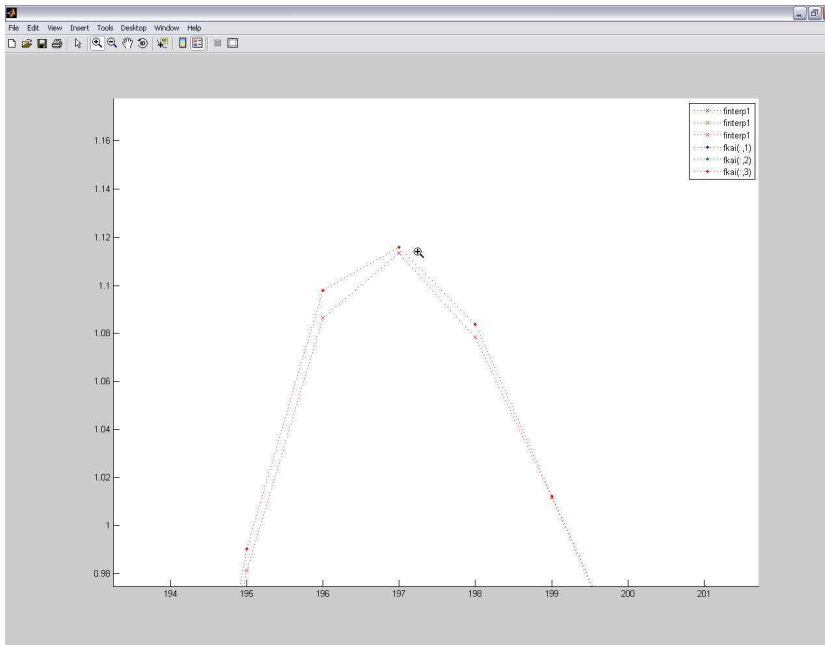 File Edit View Insert Tools Desktop Window Help
finterp1
finterp1
finterp1
fkai(:,1)
fkai(:,2)
fkai(:,3)
1.16
1.14
1.12
1.1
1.08
1.06
1.04
1.02
1
0.98
194 195 196 197 198 199 200 201